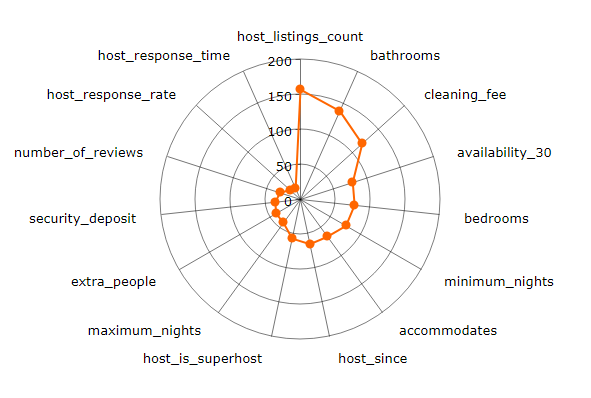 host_listings_count
host_response_time
bathrooms
200
host_response_rate
cleaning_fee
150
100
number_of_reviews
availability_30
50
0
security_deposit
bedrooms
extra_people
minimum_nights
maximum_nights
accommodates
host_is_superhost
host_since